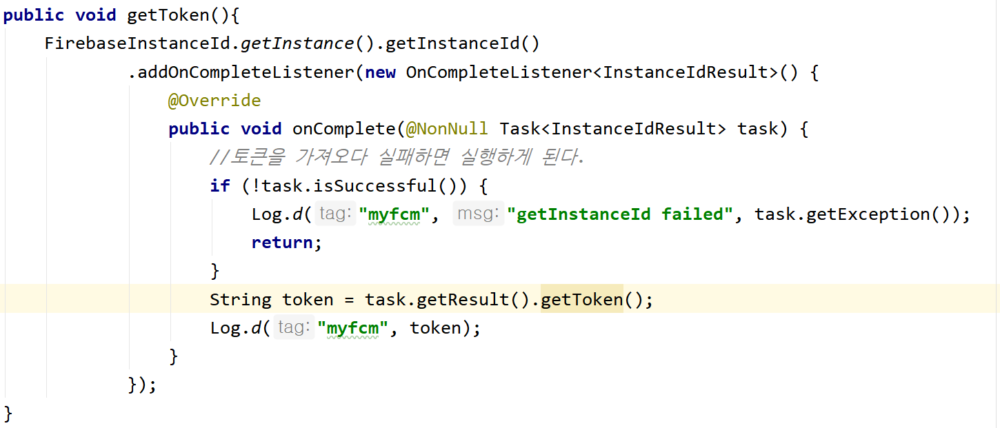 public void getToken(){
FirebaseInstanceId.getInstance().getInstanceId()
.addOnCompleteListener(new OnCompleteListener<InstanceIdResult>() {
@Override
public void onComplete(@NonNull Task<InstanceIdResult> task) {
//토큰을 가져오다 실패하면 실행하게 된다.
if (!task.isSuccessful()) {
Log.d( tag: "myfcm", msg: "getInstanceId failed", task.getException());
return;
}
String token = task.getResult().getToken();
Log.d( tag: "myfcm", token);
}
});
}